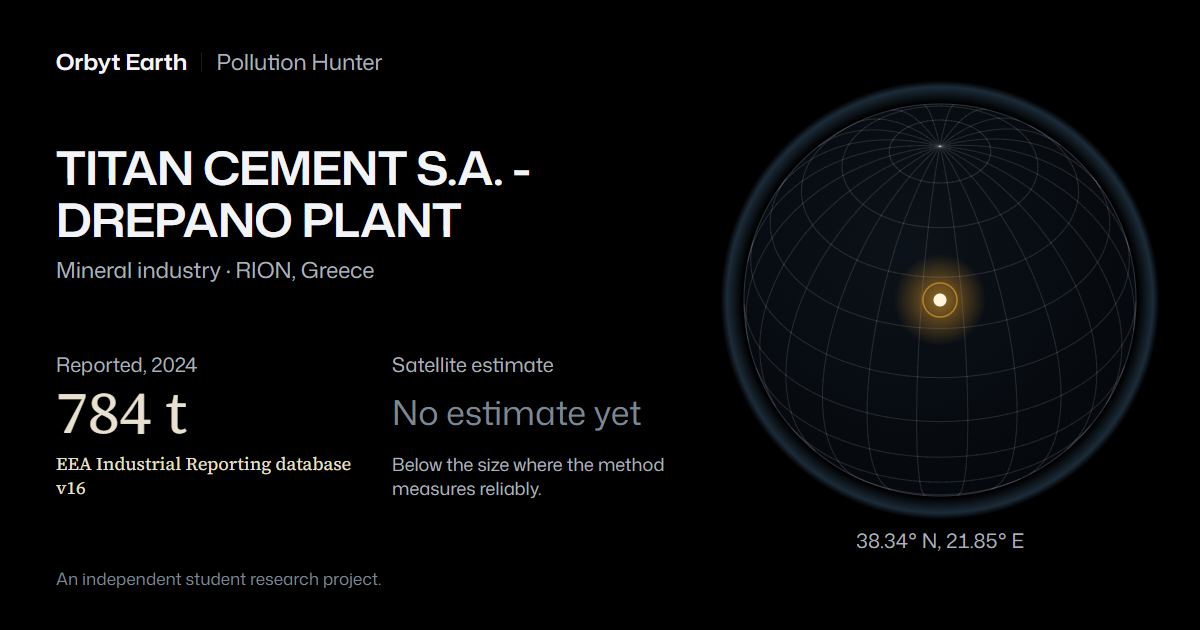 Orbyt Earth | Pollution Hunter
TITAN CEMENT S.A. -
DREPANO PLANT
Mineral industry · RION, Greece
Reported, 2024
784 t
EEA Industrial Reporting database
v16
Satellite estimate
No estimate yet
Below the size where the method
measures reliably.
38.34° N, 21.85° E
An independent student research project.